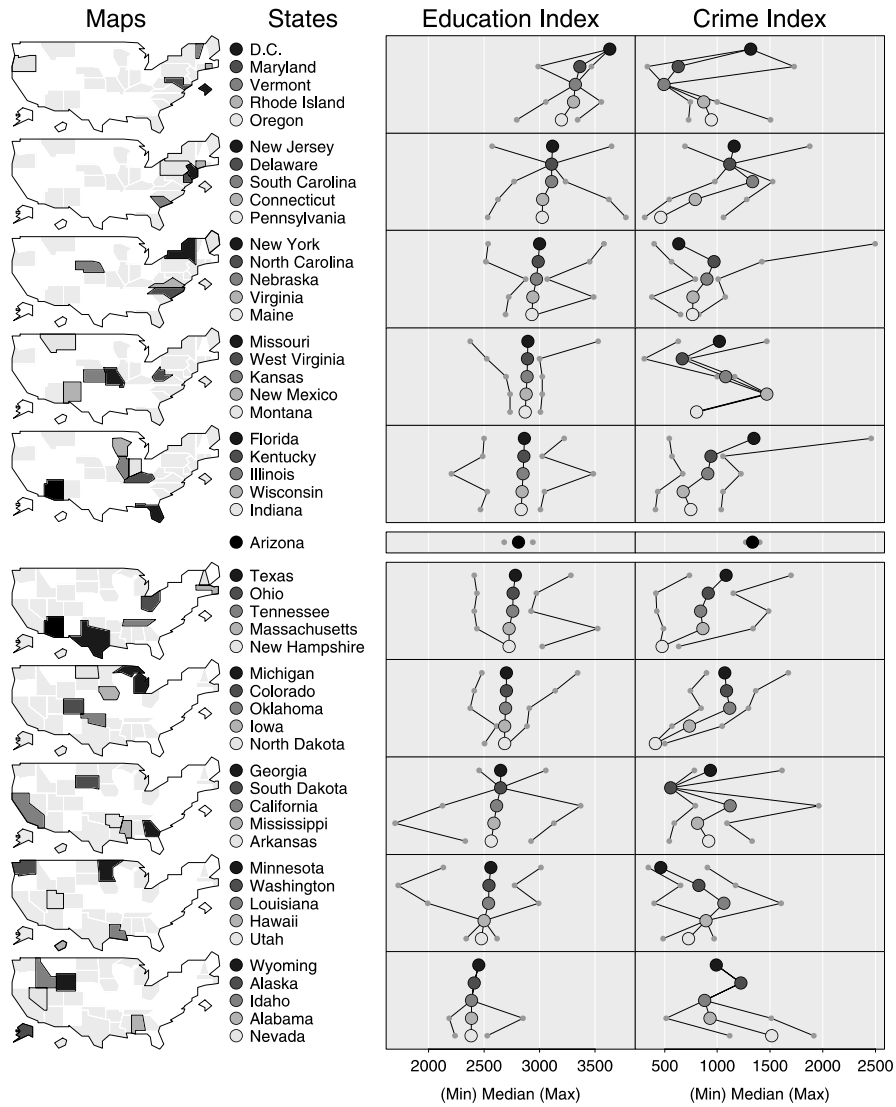 Maps States Education Index Crime Index
D.C.
Maryland
Vermont
Rhode Island
Oregon
New Jersey
Delaware
South Carolina
Connecticut
Pennsylvania
New York
North Carolina
Nebraska
Virginia
Maine
Missouri
West Virginia
Kansas
New Mexico
Montana
Florida
Kentucky
Illinois
Wisconsin
Indiana
Arizona
Texas
Ohio
Tennessee
Massachusetts
New Hampshire
Michigan
Colorado
Oklahoma
Iowa
North Dakota
Georgia
South Dakota
California
Mississippi
Arkansas
Minnesota
Washington
Louisiana
Hawaii
Utah
Wyoming
Alaska
Idaho
Alabama
Nevada
2000 2500 3000 3500 500 1000 1500 2000 2500
(Min) Median (Max) (Min) Median (Max)